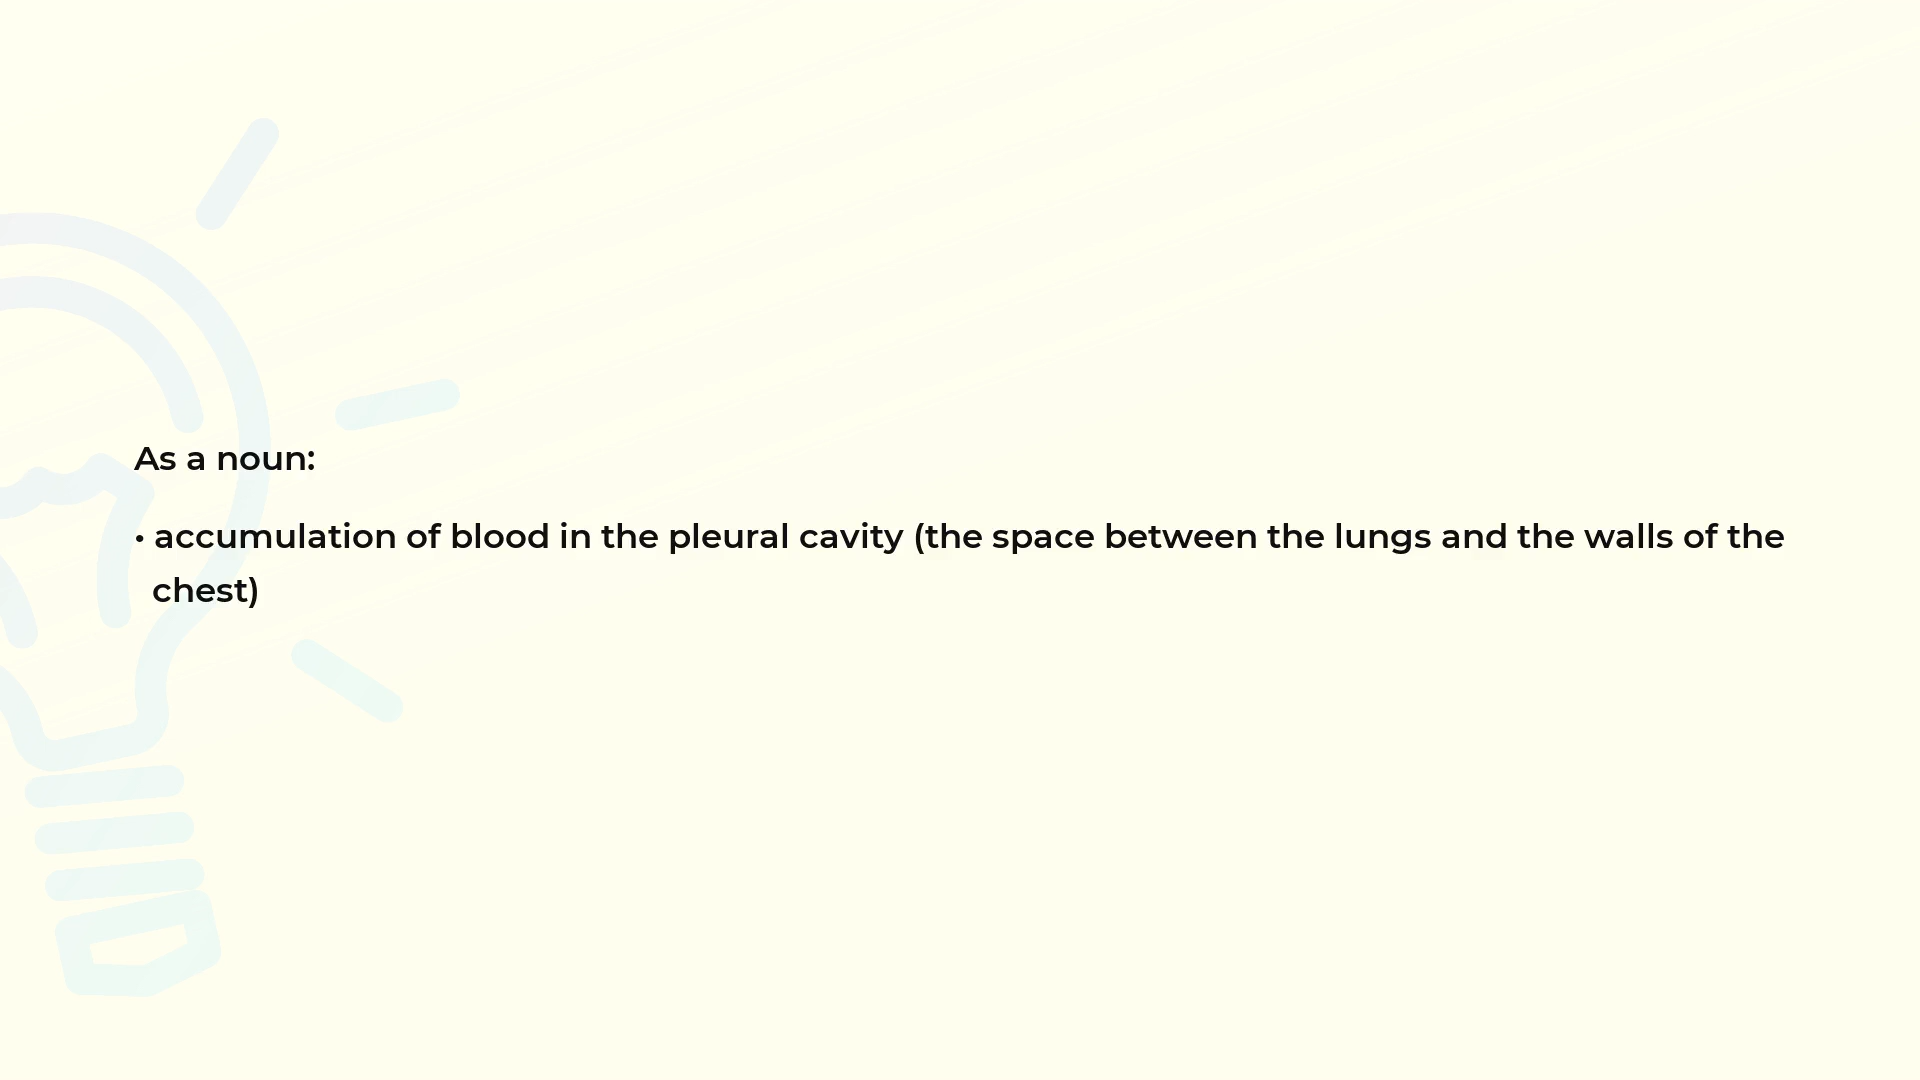 As a noun:
• accumulation of blood in the pleural cavity (the space between the lungs and the walls of the
chest)